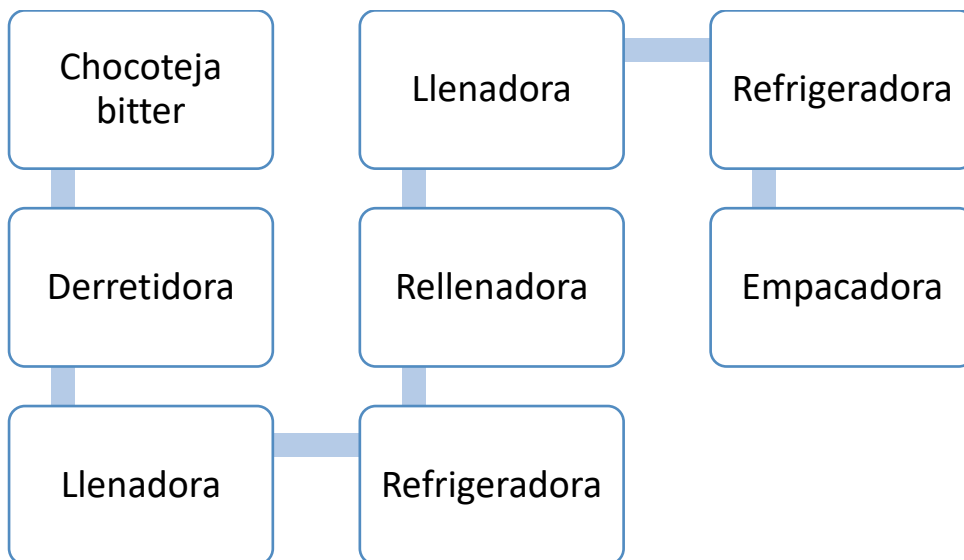 Chocoteja
bitter
Derretidora
Llenadora
Refrigeradora
Rellenadora
Llenadora
Refrigeradora
Empacadora